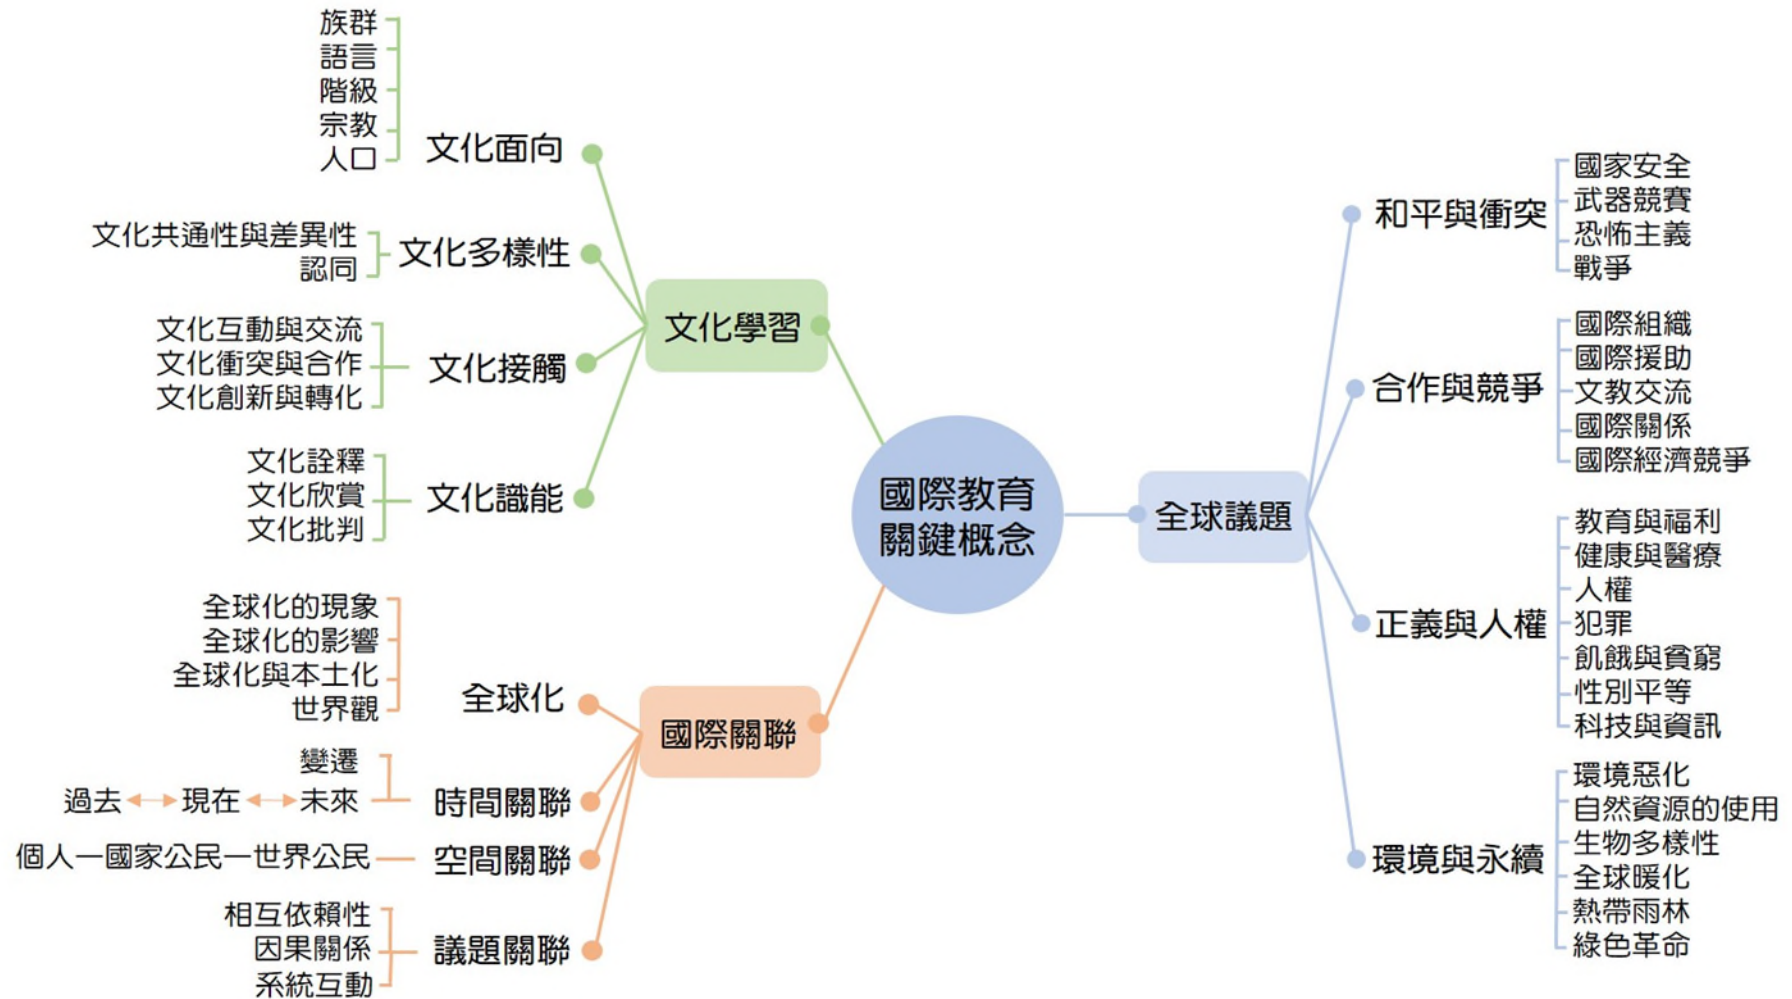 國際教育
關鍵概念
文化學習
文化面向
族群
語言
階級
宗教
人口
文化多樣性
文化共通性與差異性
認同
文化接觸
文化互動與交流
文化衝突與合作
文化創新與轉化
文化識能
文化詮釋
文化欣賞
文化批判
國際關聯
全球化
全球化的現象
全球化的影響
全球化與本土化
世界觀
時間關聯
變遷
過去 現在 未來
空間關聯
個人—國家公民—世界公民
議題關聯
相互依賴性
因果關係
系統互動
全球議題
和平與衝突
國家安全
武器競賽
恐怖主義
戰爭
合作與競爭
國際組織
國際援助
文教交流
國際關係
國際經濟競爭
正義與人權
教育與福利
健康與醫療
人權
犯罪
飢餓與貧窮
性別平等
科技與資訊
環境與永續
環境惡化
自然資源的使用
生物多樣性
全球暖化
熱帶雨林
綠色革命